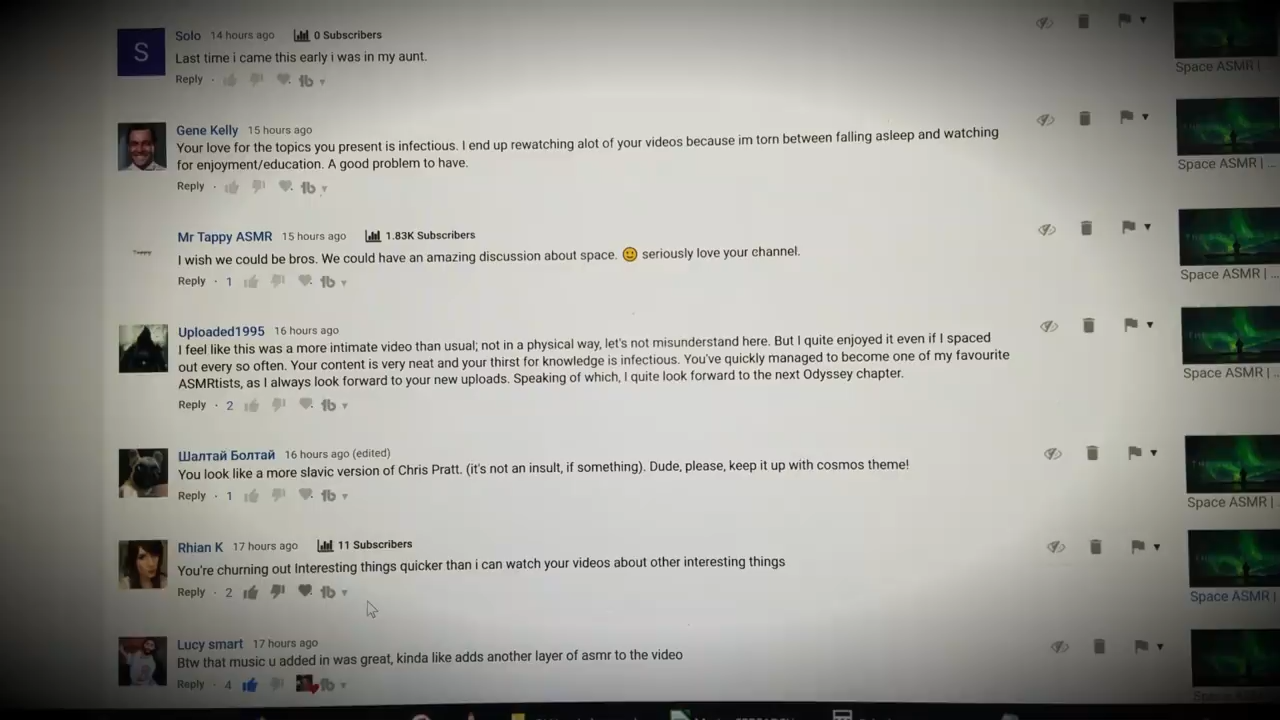 Solo 14 hours ago 0 Subscribers
Last time i came this early i was in my aunt.
Reply
Space ASMR |
Gene Kelly 15 hours ago
Your love for the topics you present is infectious. I end up rewatching alot of your videos because im torn between falling asleep and watching
for enjoyment/education. A good problem to have.
Reply
Space ASMR | ...
Mr Tappy ASMR 15 hours ago 1.83K Subscribers
I wish we could be bros. We could have an amazing discussion about space. 🙂 seriously love your channel.
Reply 1
Space ASMR | ...
Uploaded1995 16 hours ago
I feel like this was a more intimate video than usual; not in a physical way, let's not misunderstand here. But I quite enjoyed it even if I spaced
out every so often. Your content is very neat and your thirst for knowledge is infectious. You've quickly managed to become one of my favourite
ASMRtists, as I always look forward to your new uploads. Speaking of which, I quite look forward to the next Odyssey chapter.
Reply 2
Space ASMR | ...
Шалтай Болтай 16 hours ago (edited)
You look like a more slavic version of Chris Pratt. (it's not an insult, if something). Dude, please, keep it up with cosmos theme!
Reply 1
Space ASMR |
Rhian K 17 hours ago 11 Subscribers
You're churning out Interesting things quicker than i can watch your videos about other interesting things
Reply 2
Space ASMR |
Lucy smart 17 hours ago
Btw that music u added in was great, kinda like adds another layer of asmr to the video
Reply 4
Space ASMR |